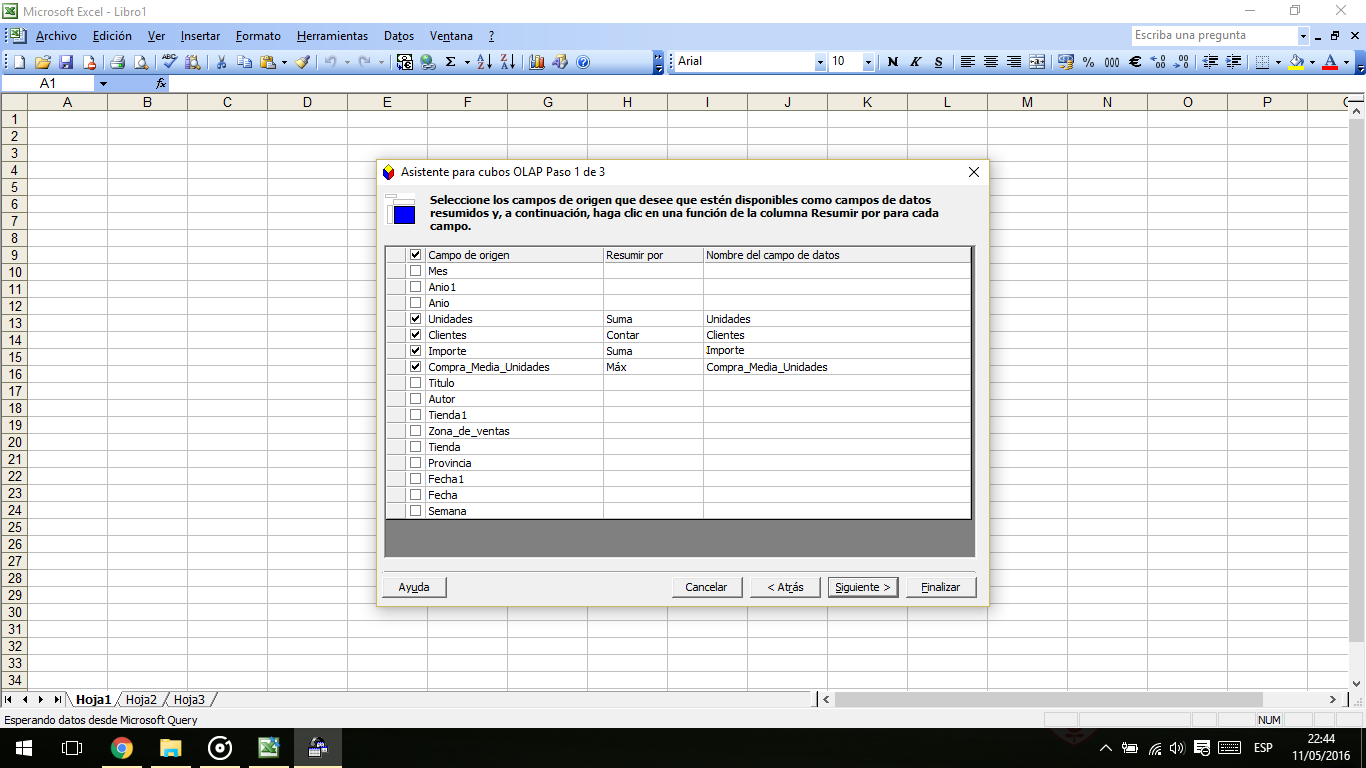 Microsoft Excel - Libro1
Archivo Edición Ver Insertar Formato Herramientas Datos Ventana ? Escriba una pregunta
Arial 10 N K S % 000 €
A1 fx
A B C D E F G H I J K L M N O P
1
2
3
4
5
6
7
8
9
10
11
12
13
14
15
16
17
18
19
20
21
22
23
24
25
26
27
28
29
30
31
32
33
34
Asistente para cubos OLAP Paso 1 de 3
Seleccione los campos de origen que desee que estén disponibles como campos de datos
resumidos y, a continuación, haga clic en una función de la columna Resumir por para cada
campo.
Campo de origen Resumir por Nombre del campo de datos
Mes
Anio1
Anio
Unidades Suma Unidades
Clientes Contar Clientes
Importe Suma Importe
Compra_Media_Unidades Máx Compra_Media_Unidades
Titulo
Autor
Tienda1
Zona_de_ventas
Tienda
Provincia
Fecha1
Fecha
Semana
Ayuda Cancelar < Atrás Siguiente > Finalizar
Hoja1 Hoja2 Hoja3
Esperando datos desde Microsoft Query NUM
ESP 22:44
11/05/2016